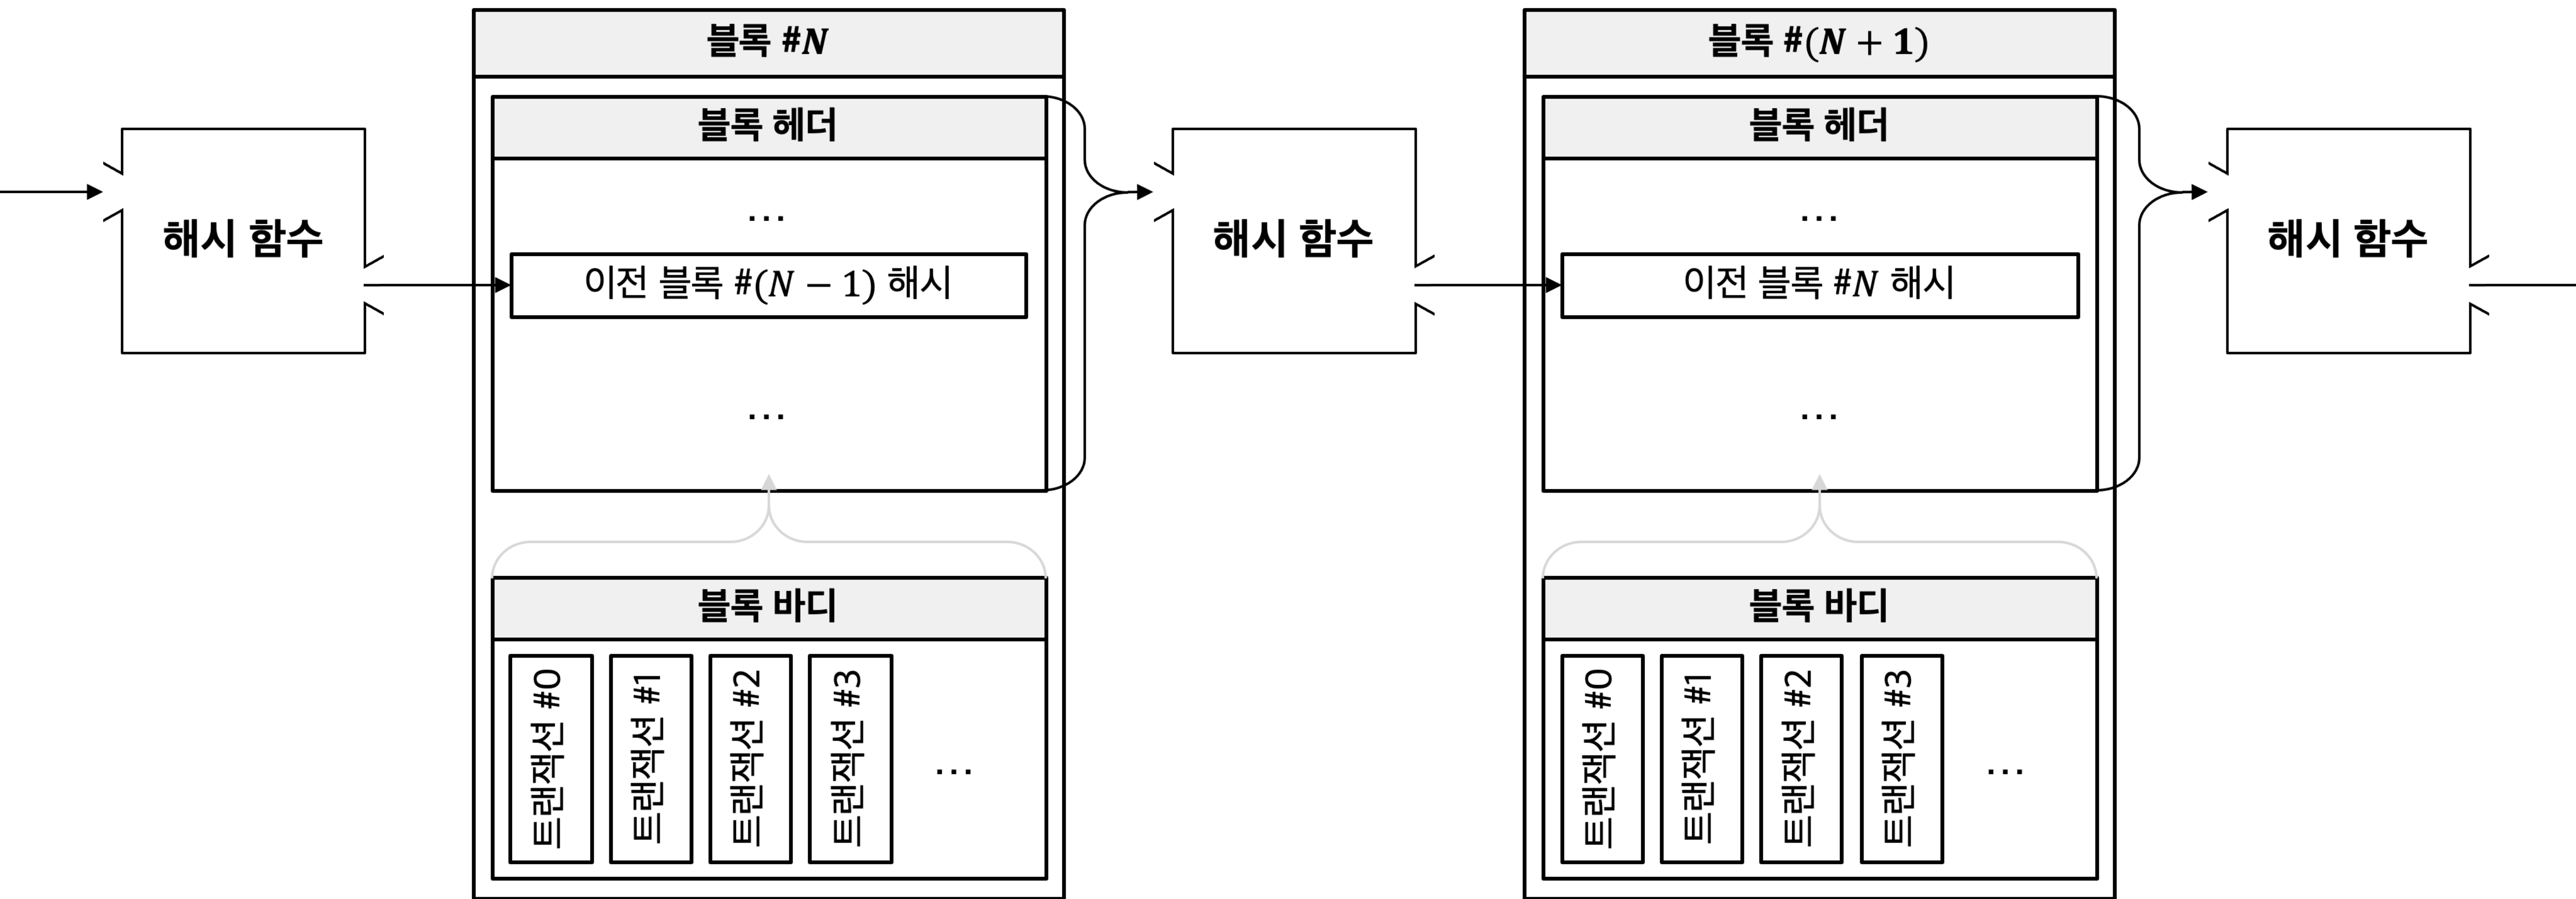 해시 함수
블록 #N
블록 헤더
...
이전 블록 #(N − 1) 해시
...
블록 바디
트랜잭션 #0
트랜잭션 #1
트랜잭션 #2
트랜잭션 #3
...
해시 함수
블록 #(N + 1)
블록 헤더
...
이전 블록 #N 해시
...
블록 바디
트랜잭션 #0
트랜잭션 #1
트랜잭션 #2
트랜잭션 #3
...
해시 함수